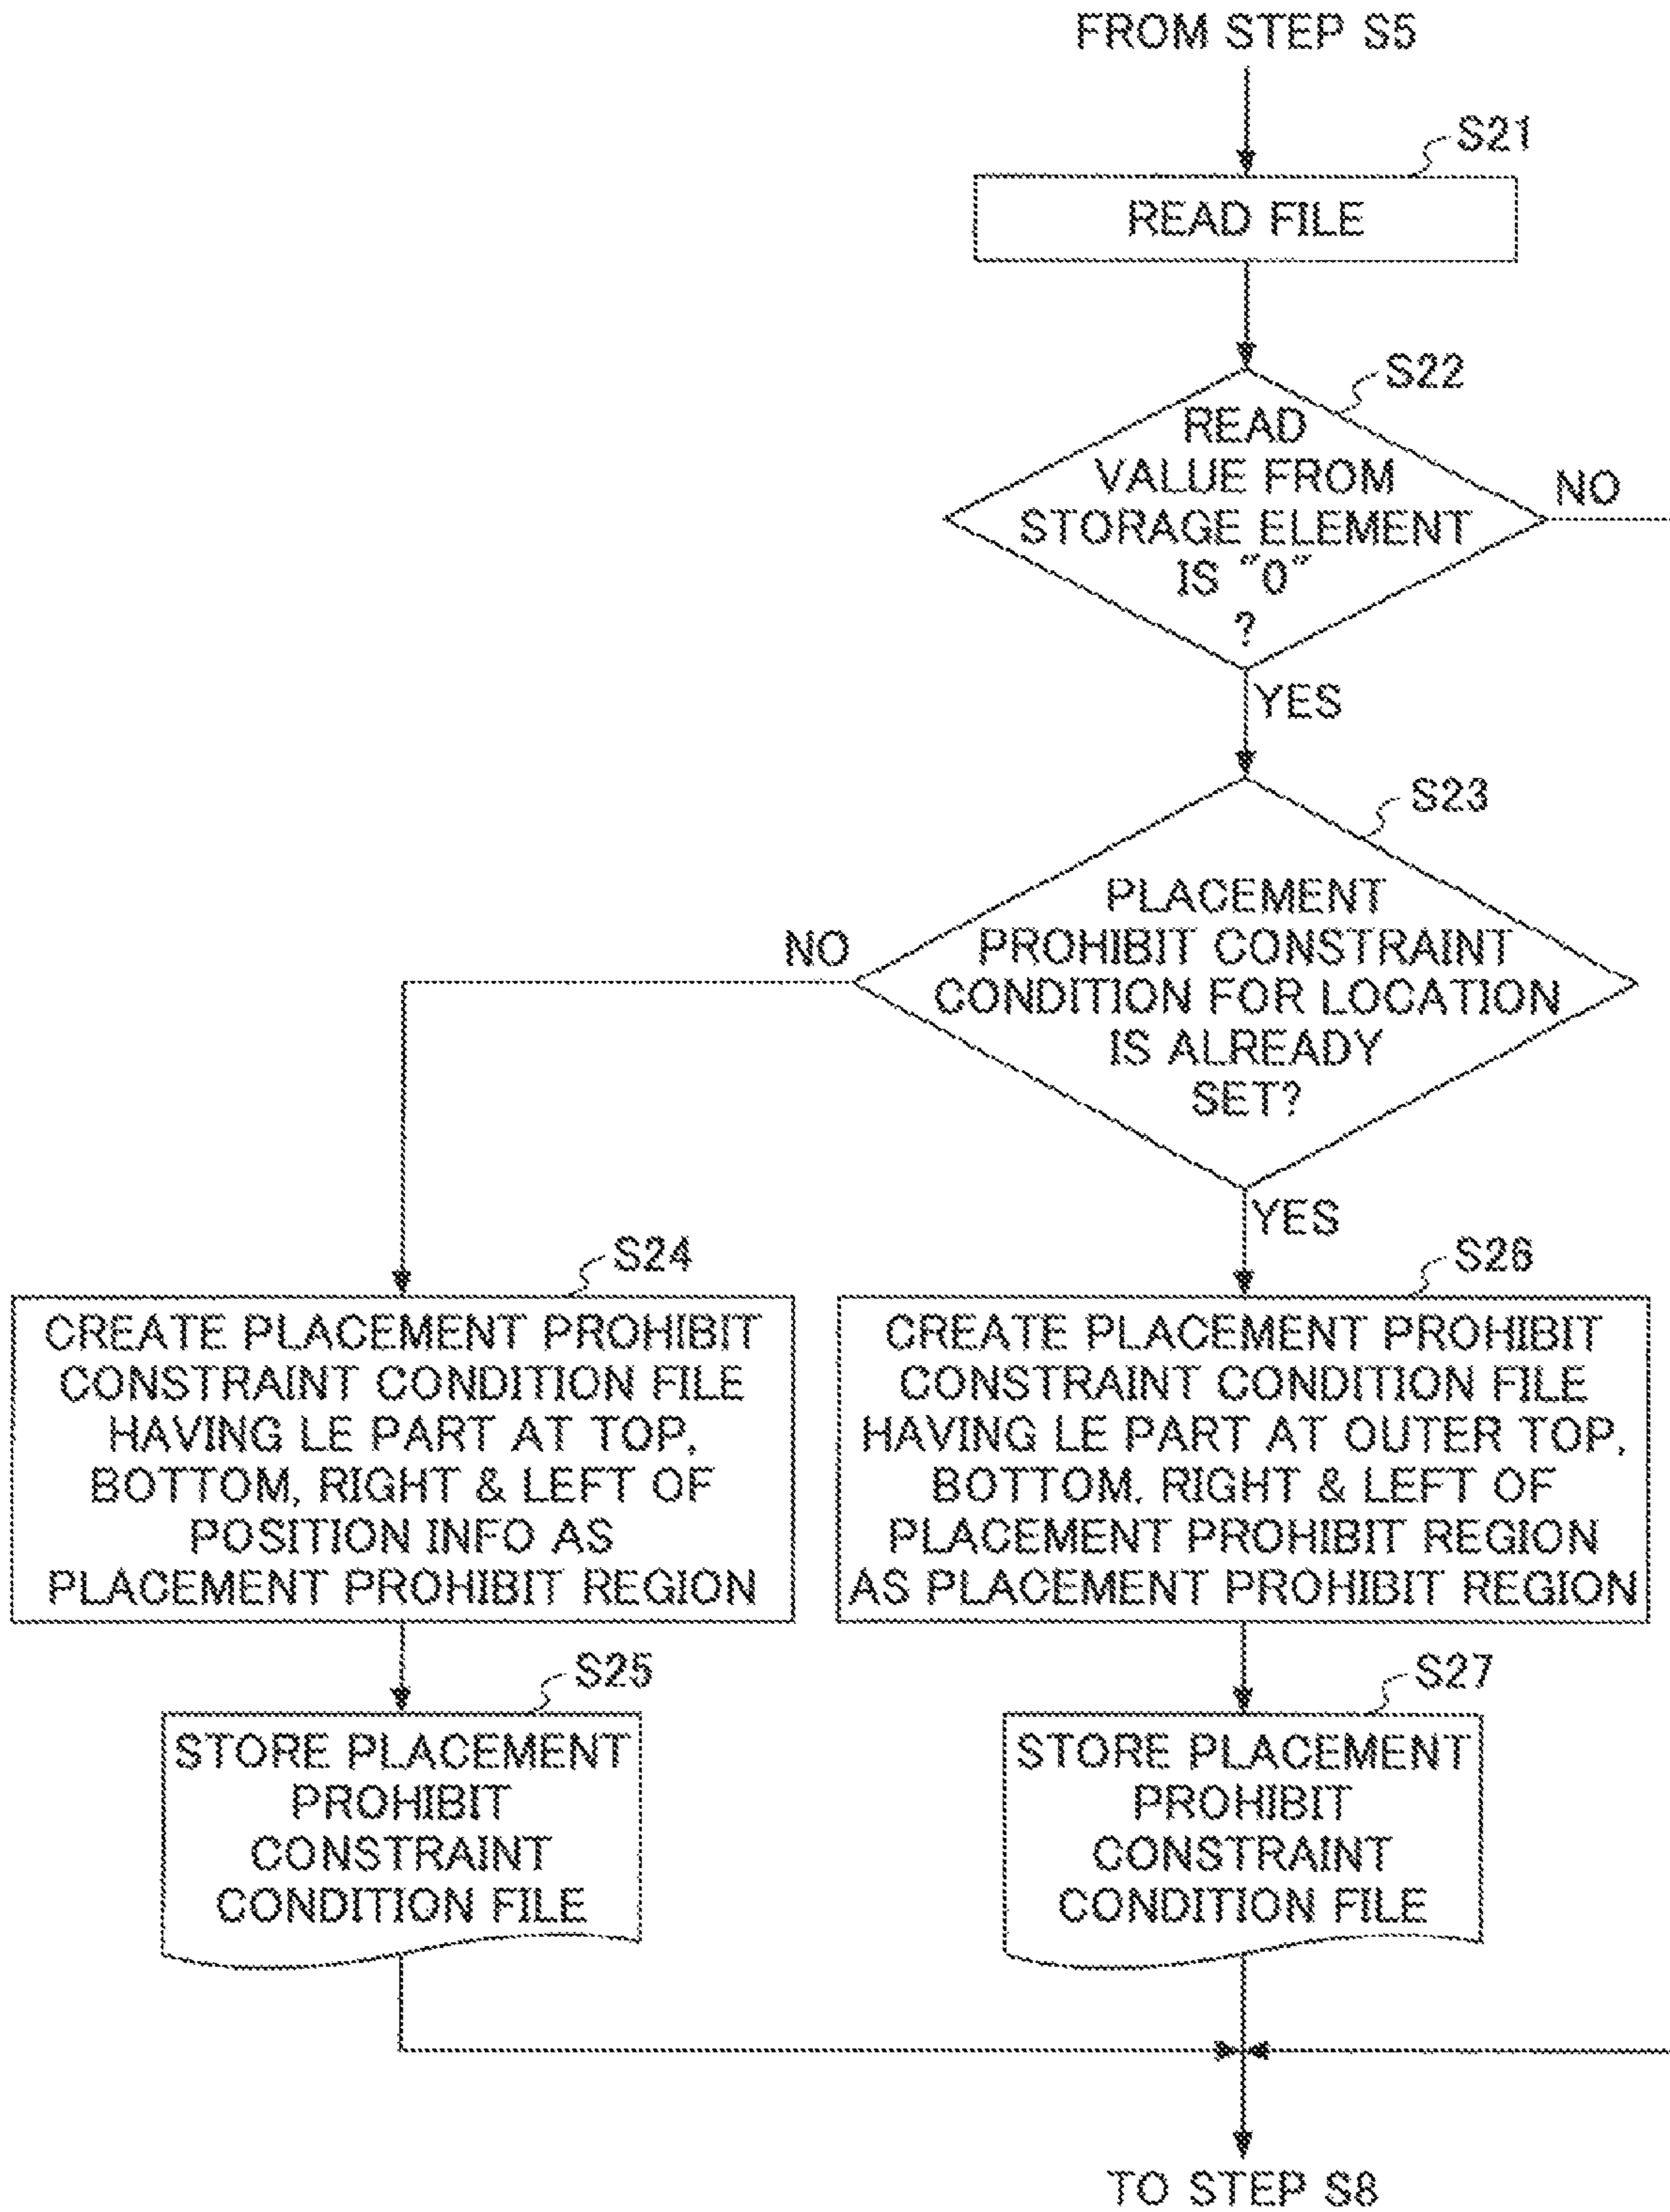 FROM STEP S5
S21
READ FILE
S22
READ
VALUE FROM
STORAGE ELEMENT
IS "0"
?
NO
YES
S23
PLACEMENT
PROHIBIT CONSTRAINT
CONDITION FOR LOCATION
IS ALREADY
SET?
NO
YES
S24
CREATE PLACEMENT PROHIBIT
CONSTRAINT CONDITION FILE
HAVING LE PART AT TOP,
BOTTOM, RIGHT & LEFT OF
POSITION INFO AS
PLACEMENT PROHIBIT REGION
S26
CREATE PLACEMENT PROHIBIT
CONSTRAINT CONDITION FILE
HAVING LE PART AT OUTER TOP,
BOTTOM, RIGHT & LEFT OF
PLACEMENT PROHIBIT REGION
AS PLACEMENT PROHIBIT REGION
S25
STORE PLACEMENT
PROHIBIT
CONSTRAINT
CONDITION FILE
S27
STORE PLACEMENT
PROHIBIT
CONSTRAINT
CONDITION FILE
TO STEP S8